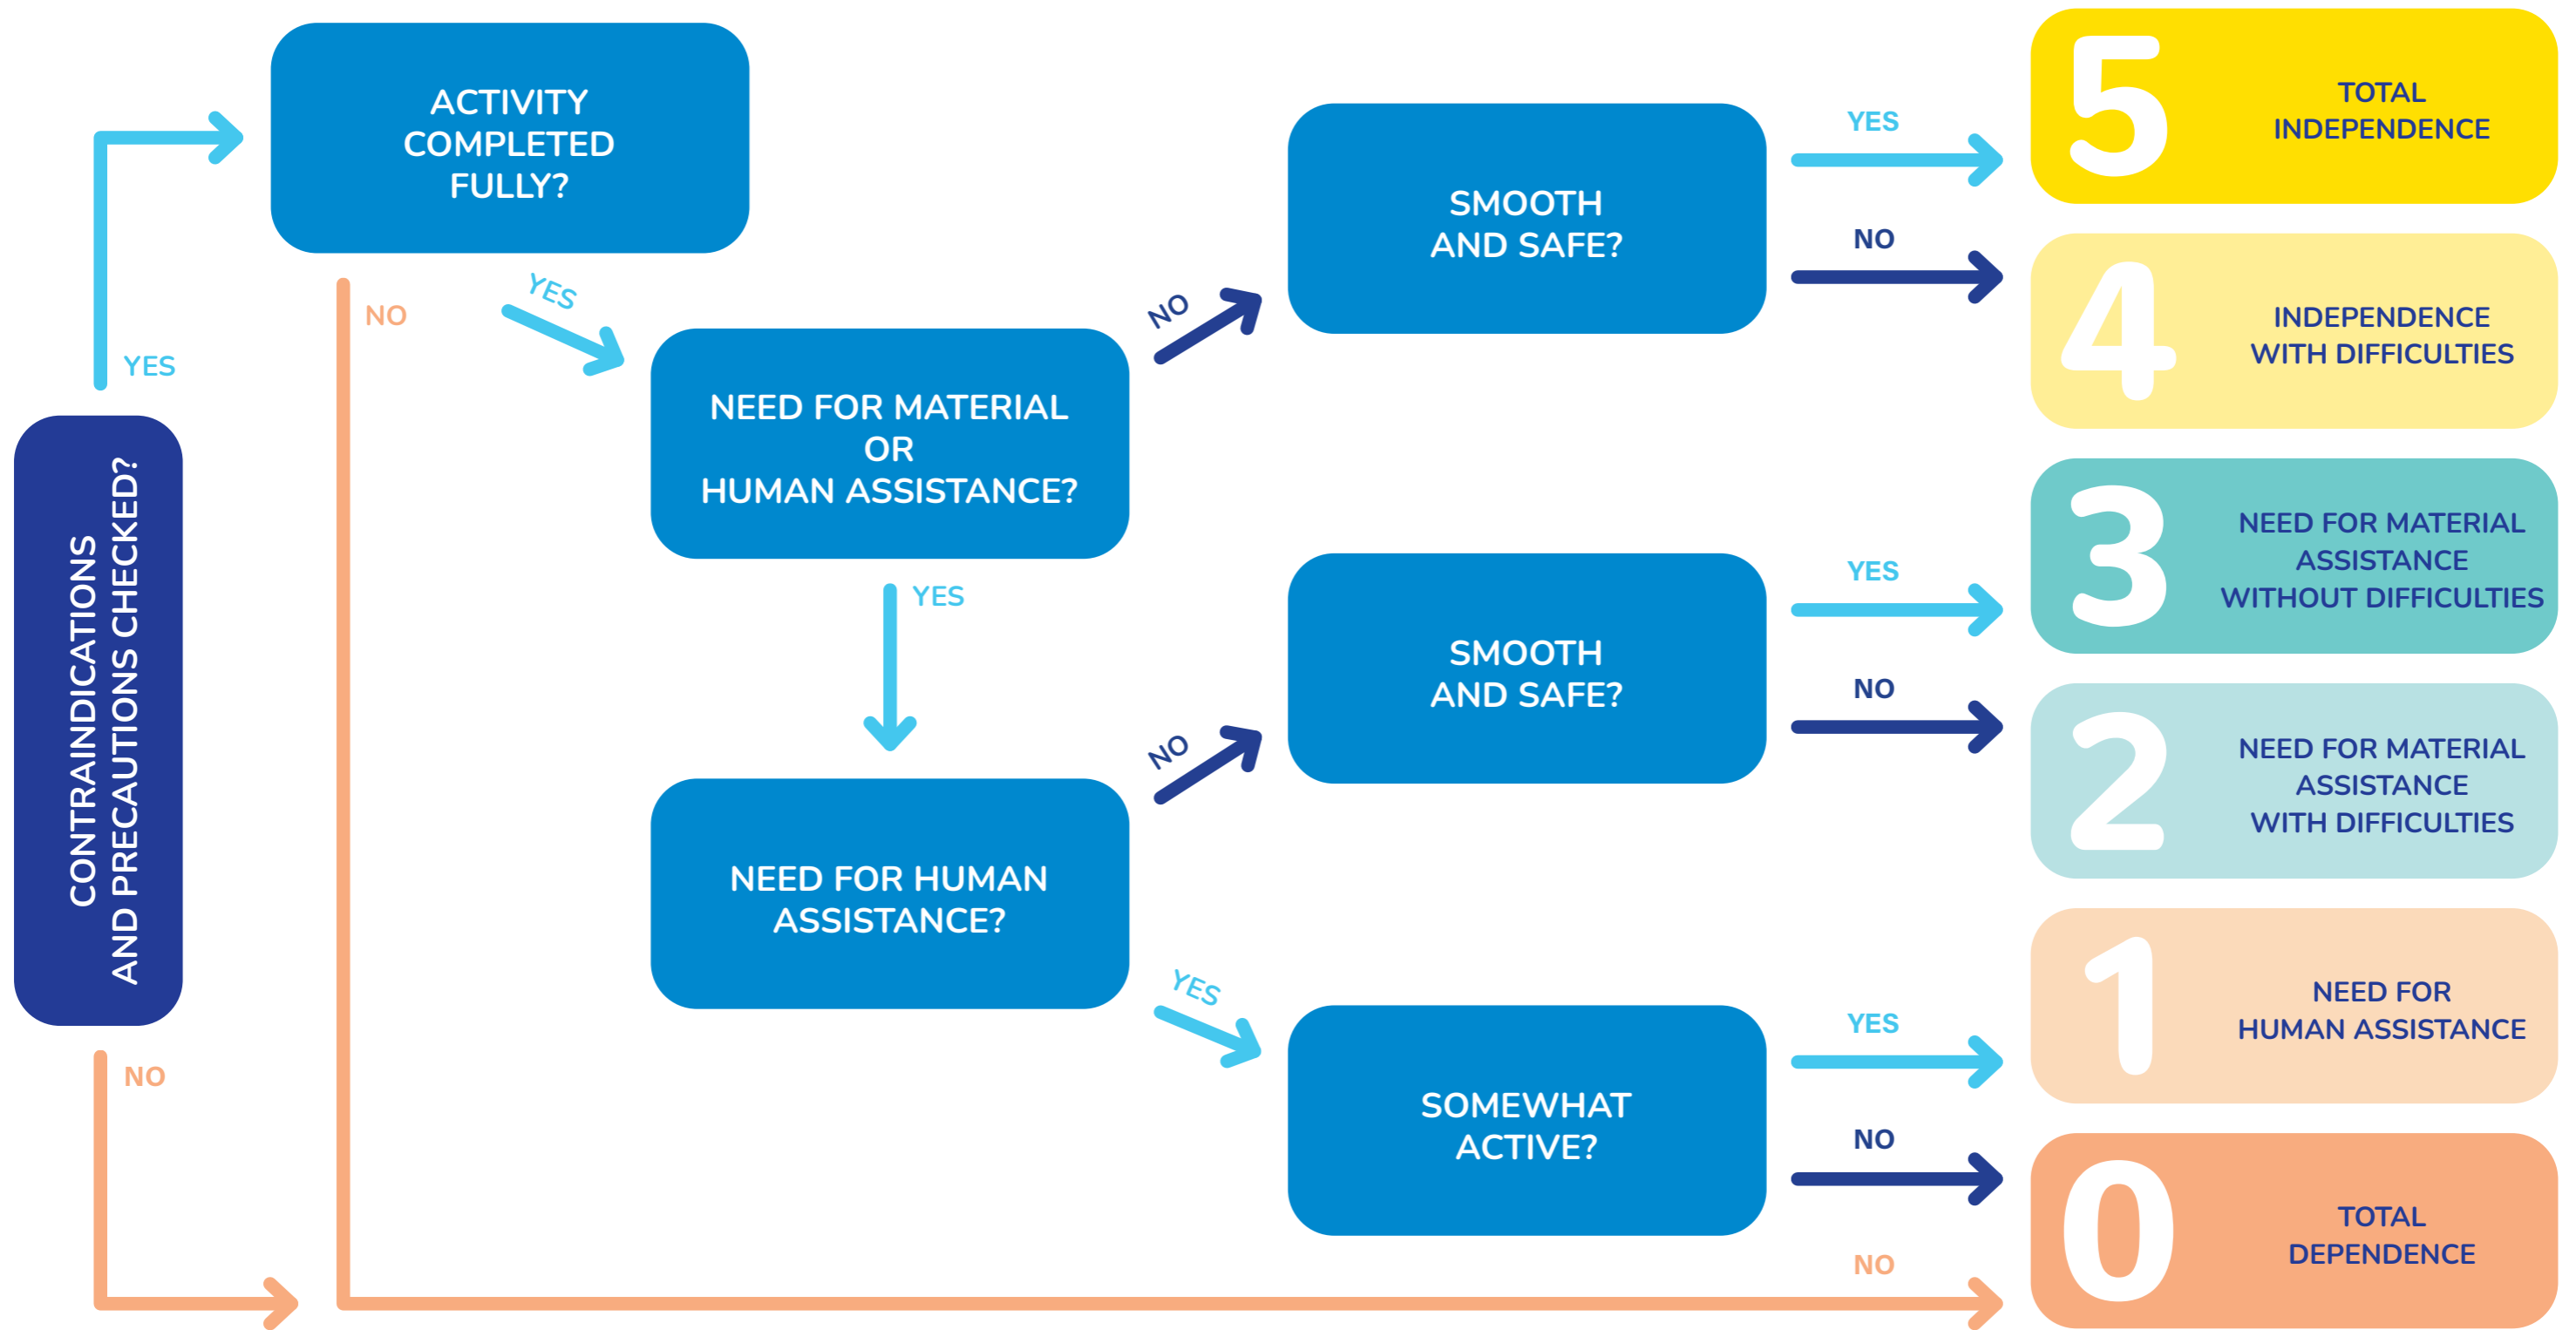 CONTRAINDICATIONS
AND PRECAUTIONS CHECKED?
YES
NO
ACTIVITY
COMPLETED
FULLY?
NO
YES
NEED FOR MATERIAL
OR
HUMAN ASSISTANCE?
NO
YES
NEED FOR HUMAN
ASSISTANCE?
NO
YES
SMOOTH
AND SAFE?
YES
NO
SMOOTH
AND SAFE?
YES
NO
SOMEWHAT
ACTIVE?
YES
NO
NO
5
TOTAL
INDEPENDENCE
4
INDEPENDENCE
WITH DIFFICULTIES
3
NEED FOR MATERIAL
ASSISTANCE
WITHOUT DIFFICULTIES
2
NEED FOR MATERIAL
ASSISTANCE
WITH DIFFICULTIES
1
NEED FOR
HUMAN ASSISTANCE
0
TOTAL
DEPENDENCE